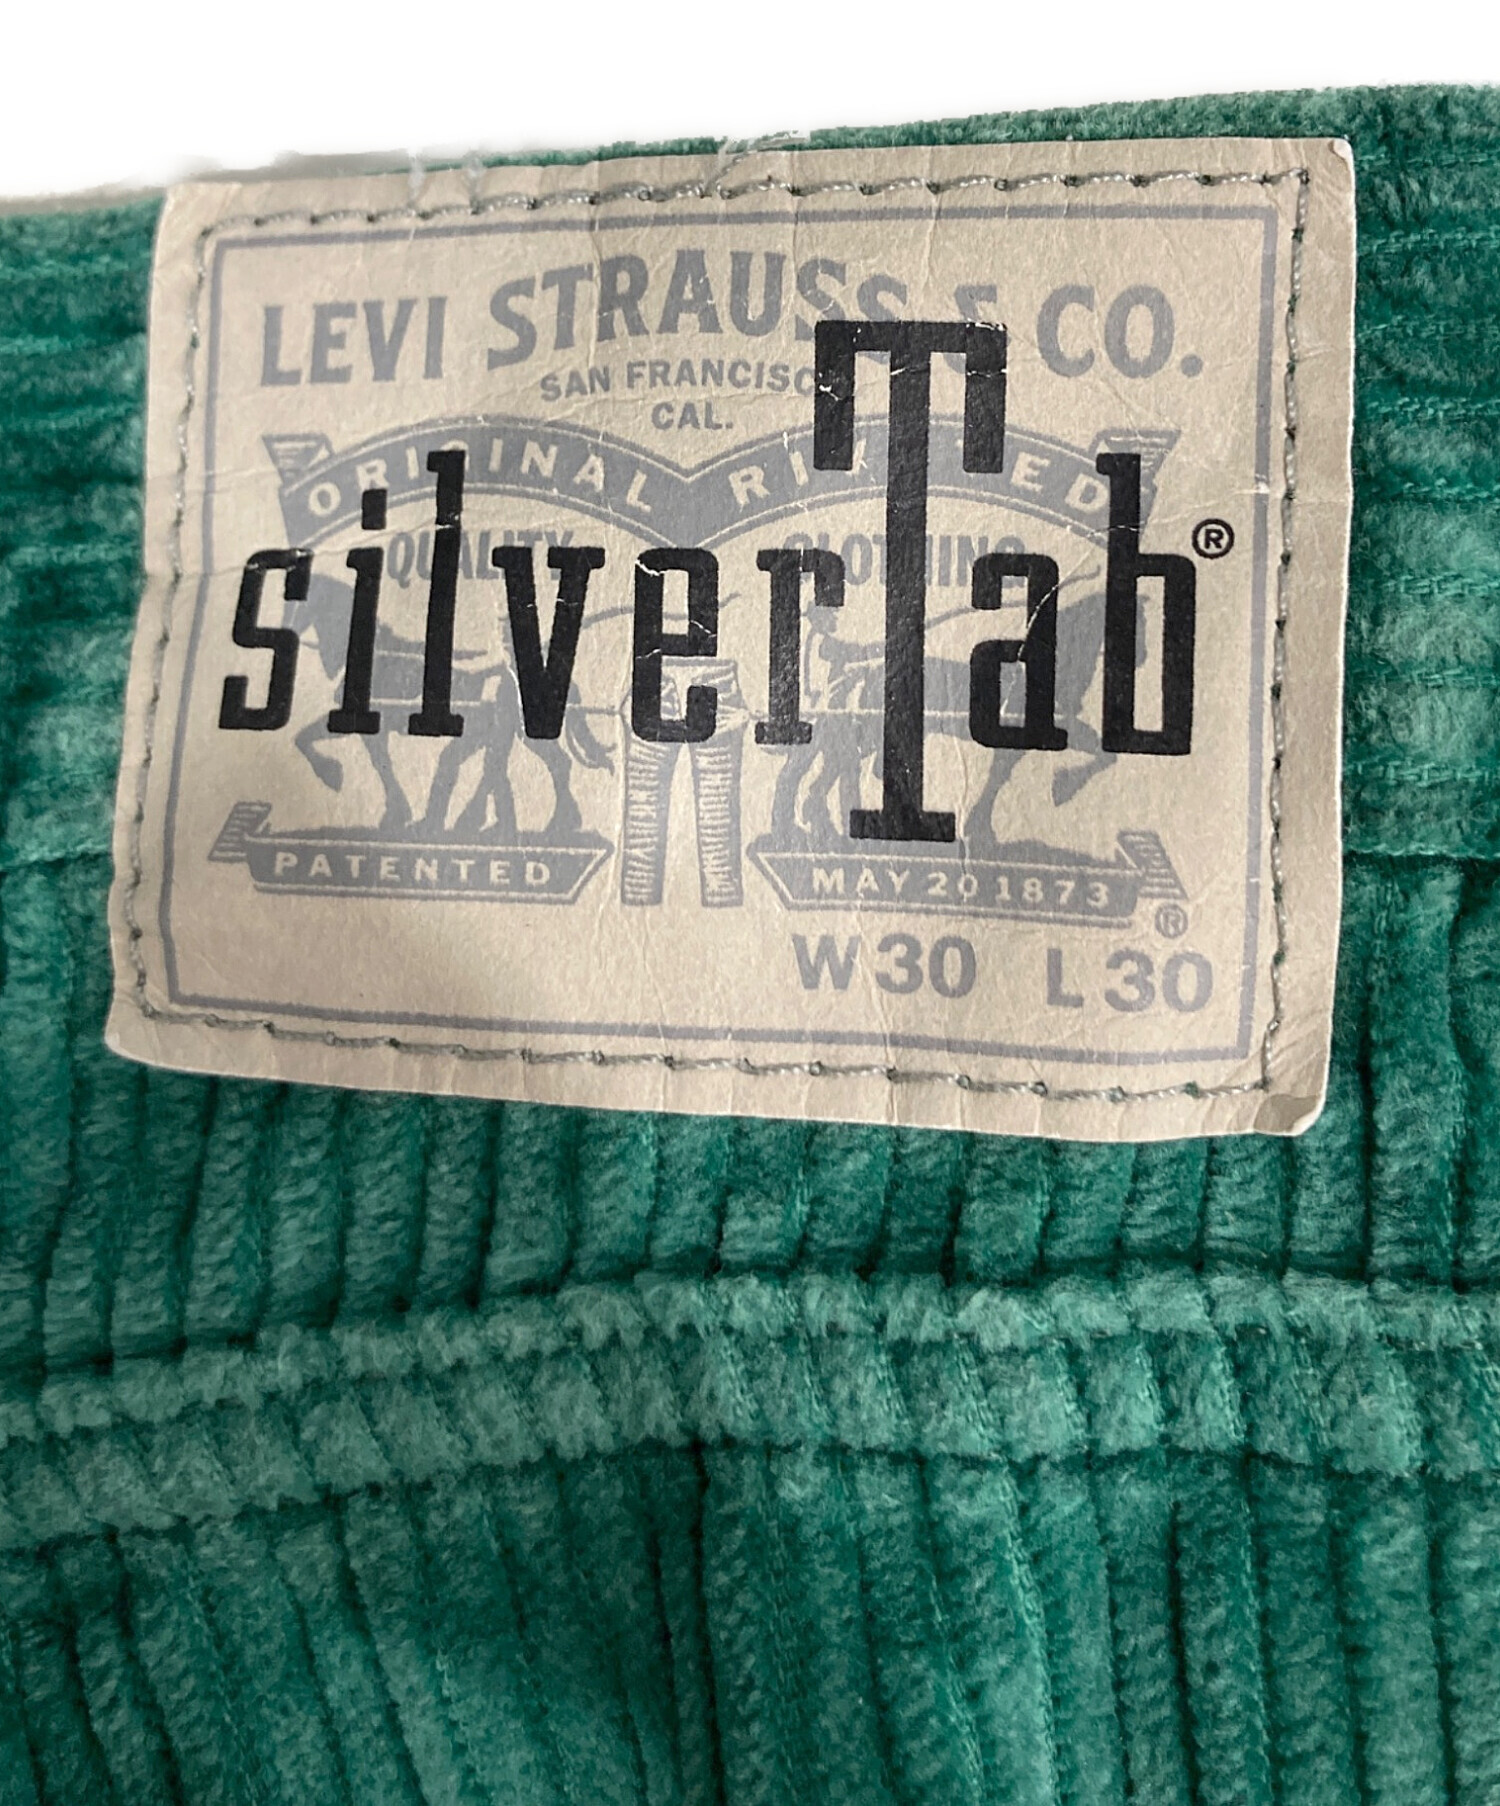 LEVI STRAUSS & CO.
SAN FRANCISCO
CAL.
ORIGINAL RIVETED
QUALITY CLOTHING
silverTab®
PATENTED MAY 20 1873 ®
W30 L30